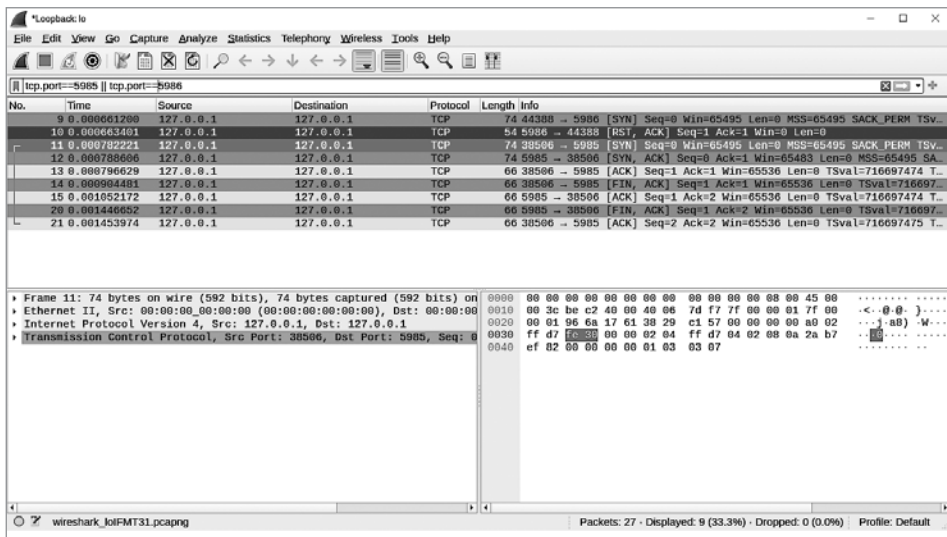 *Loopback: lo
File Edit View Go Capture Analyze Statistics Telephony Wireless Tools Help
tcp.port==5985 || tcp.port==5986
No. Time Source Destination Protocol Length Info
9 0.000661200 127.0.0.1 127.0.0.1 TCP 74 44388 → 5986 [SYN] Seq=0 Win=65495 Len=0 MSS=65495 SACK_PERM TSv…
10 0.000663401 127.0.0.1 127.0.0.1 TCP 54 5986 → 44388 [RST, ACK] Seq=1 Ack=1 Win=0 Len=0
11 0.000782221 127.0.0.1 127.0.0.1 TCP 74 38506 → 5985 [SYN] Seq=0 Win=65495 Len=0 MSS=65495 SACK_PERM TSv…
12 0.000788606 127.0.0.1 127.0.0.1 TCP 74 5985 → 38506 [SYN, ACK] Seq=0 Ack=1 Win=65483 Len=0 MSS=65495 SA…
13 0.000796629 127.0.0.1 127.0.0.1 TCP 66 38506 → 5985 [ACK] Seq=1 Ack=1 Win=65536 Len=0 TSval=716697474 T…
14 0.000904481 127.0.0.1 127.0.0.1 TCP 66 38506 → 5985 [FIN, ACK] Seq=1 Ack=1 Win=65536 Len=0 TSval=716697…
15 0.001052172 127.0.0.1 127.0.0.1 TCP 66 5985 → 38506 [ACK] Seq=1 Ack=2 Win=65536 Len=0 TSval=716697474 T…
20 0.001446652 127.0.0.1 127.0.0.1 TCP 66 5985 → 38506 [FIN, ACK] Seq=1 Ack=2 Win=65536 Len=0 TSval=716697…
21 0.001453974 127.0.0.1 127.0.0.1 TCP 66 38506 → 5985 [ACK] Seq=2 Ack=2 Win=65536 Len=0 TSval=716697475 T…
Frame 11: 74 bytes on wire (592 bits), 74 bytes captured (592 bits) on
Ethernet II, Src: 00:00:00_00:00:00 (00:00:00:00:00:00), Dst: 00:00:00
Internet Protocol Version 4, Src: 127.0.0.1, Dst: 127.0.0.1
Transmission Control Protocol, Src Port: 38506, Dst Port: 5985, Seq: 0
0000 00 00 00 00 00 00 00 00 00 00 00 00 08 00 45 00 ········ ······E·
0010 00 3c be c2 40 00 40 06 7d f7 7f 00 00 01 7f 00 ·<··@·@· }·······
0020 00 01 96 6a 17 61 38 29 c1 57 00 00 00 00 a0 02 ···j·a8) ·W······
0030 ff d7 fe 30 00 00 02 04 ff d7 04 02 08 0a 2a b7
0040 ef 82 00 00 00 00 01 03 03 07 ········ ··
wireshark_loIFMT31.pcapng
Packets: 27 · Displayed: 9 (33.3%) · Dropped: 0 (0.0%)
Profile: Default